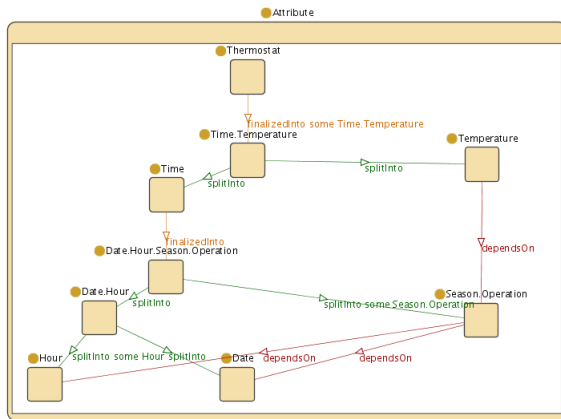 Attribute
Thermostat
finalizedInto some Time.Temperature
Time.Temperature
Temperature
splitInto
splitInto
Time
dependsOn
finalizedInto
Date.Hour.Season.Operation
Date.Hour
Season.Operation
splitInto
splitInto some Season.Operation
splitInto some Hour
splitInto
dependsOn
dependsOn
Hour
Date